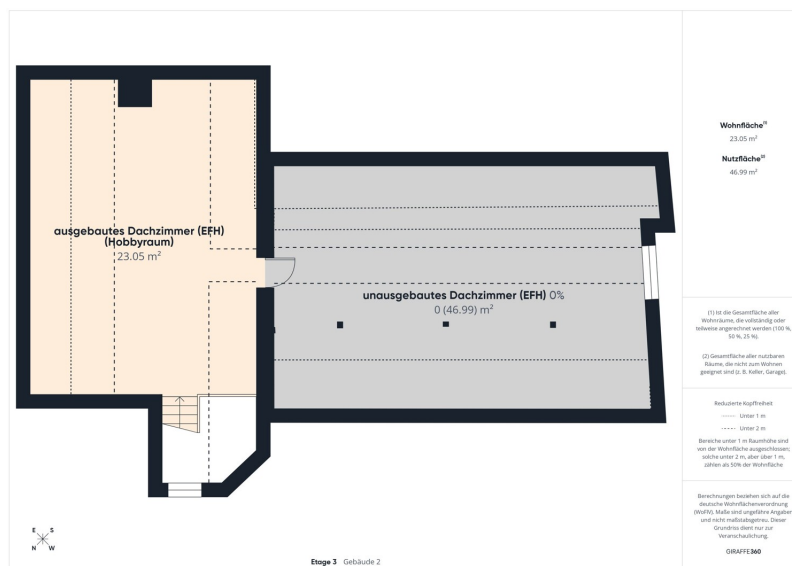 ausgebautes Dachzimmer (EFH)
(Hobbyraum)
23.05 m²
unausgebautes Dachzimmer (EFH) 0%
0 (46.99) m²
Wohnfläche⁽¹⁾
23.05 m²
Nutzfläche⁽²⁾
46.99 m²
(1) Ist die Gesamtfläche aller
Wohnräume, die vollständig oder
teilweise angerechnet werden (100 %,
50 %, 25 %).
(2) Gesamtfläche aller nutzbaren
Räume, die nicht zum Wohnen
geeignet sind (z. B. Keller, Garage).
Reduzierte Kopffreiheit
Unter 1 m
Unter 2 m
Bereiche unter 1 m Raumhöhe sind
von der Wohnfläche ausgeschlossen;
solche unter 2 m, aber über 1 m,
zählen als 50% der Wohnfläche
Berechnungen beziehen sich auf die
deutsche Wohnflächenverordnung
(WoFlV). Maße sind ungefähre Angaben
und nicht maßstabsgetreu. Dieser
Grundriss dient nur zur
Veranschaulichung.
GIRAFFE360
E S
N W
Etage 3 Gebäude 2